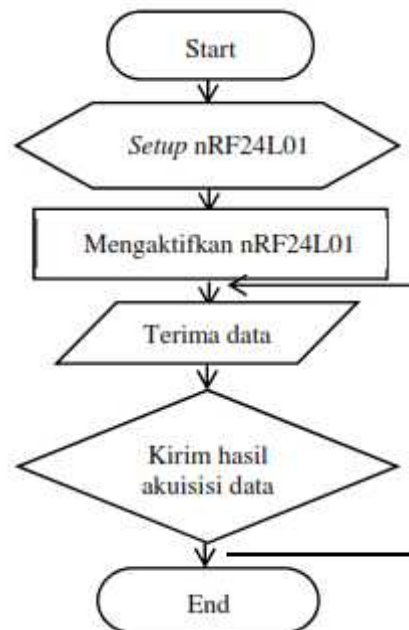 Start
Setup nRF24L01
Mengaktifkan nRF24L01
Terima data
Kirim hasil
akuisisi data
End